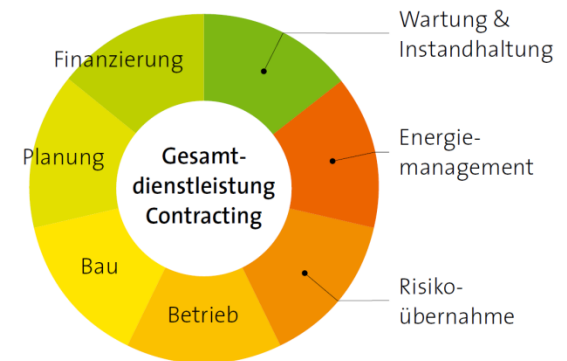 Wartung &
Instandhaltung
Finanzierung
Energie-
management
Planung
Gesamt-
dienstleistung
Contracting
Bau
Betrieb
Risiko-
übernahme